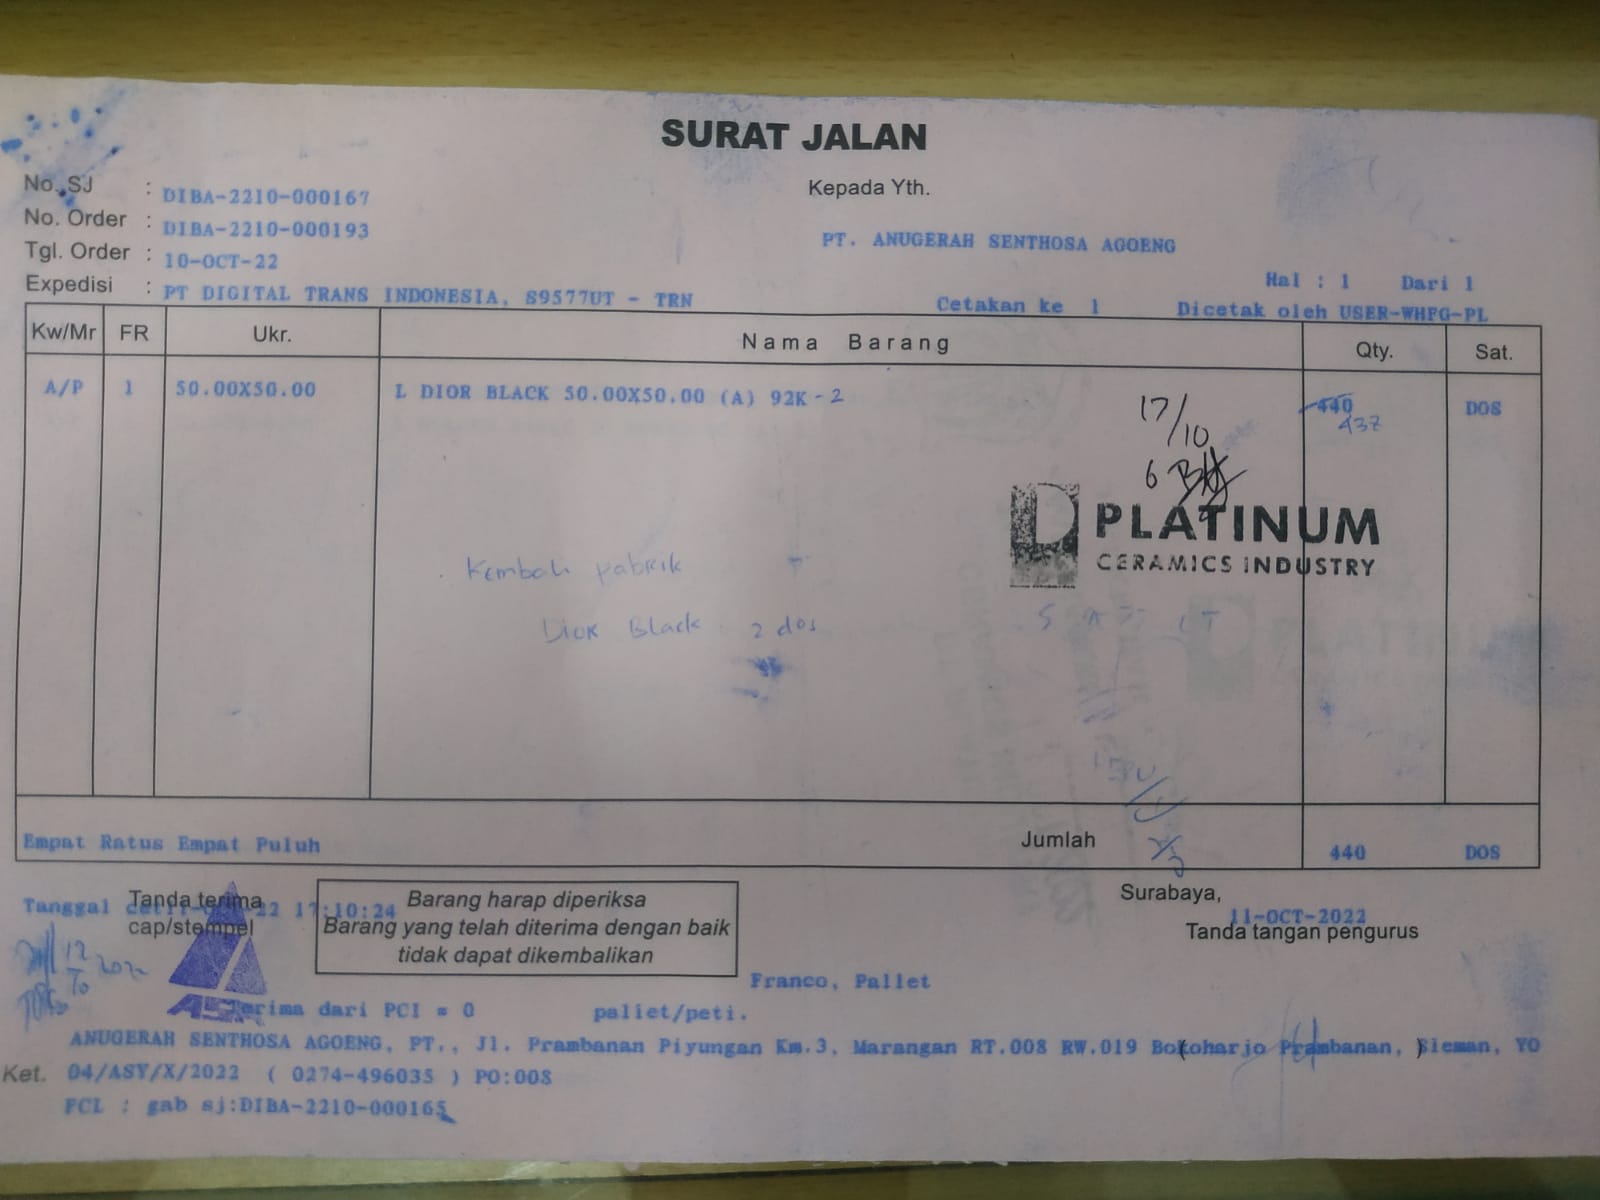 SURAT JALAN
No. SJ : DIBA-2210-000167
Kepada Yth.
No. Order : DIBA-2210-000193
PT. ANUGERAH SENTHOSA AGOENG
Tgl. Order : 10-OCT-22
Hal : 1 Dari 1
Expedisi : PT DIGITAL TRANS INDONESIA, S9577UT - TRN
Cetakan ke 1 Dicetak oleh USER-WHFG-PL
Kw/Mr FR Ukr. Nama Barang Qty. Sat.
A/P 1 50.00X50.00 L DIOR BLACK 50.00X50.00 (A) 92K - 2 440 DOS
17/10
437
6
PLATINUM
CERAMICS INDUSTRY
Kembali pabrik
Dior Black 2 dos
Empat Ratus Empat Puluh Jumlah 440 DOS
Tanda terima
cap/stempel
Tanggal 22 17:10:24
Barang harap diperiksa
Barang yang telah diterima dengan baik
tidak dapat dikembalikan
Surabaya,
11-OCT-2022
Tanda tangan pengurus
12/10 2022
Franco, Pallet
Terima dari PCI = 0 pallet/peti.
ANUGERAH SENTHOSA AGOENG, PT., Jl. Prambanan Piyungan Km.3, Marangan RT.008 RW.019 Bokoharjo Prambanan, Sleman, YO
Ket. 04/ASY/X/2022 ( 0274-496035 ) PO:008
FCL : gab sj:DIBA-2210-000165